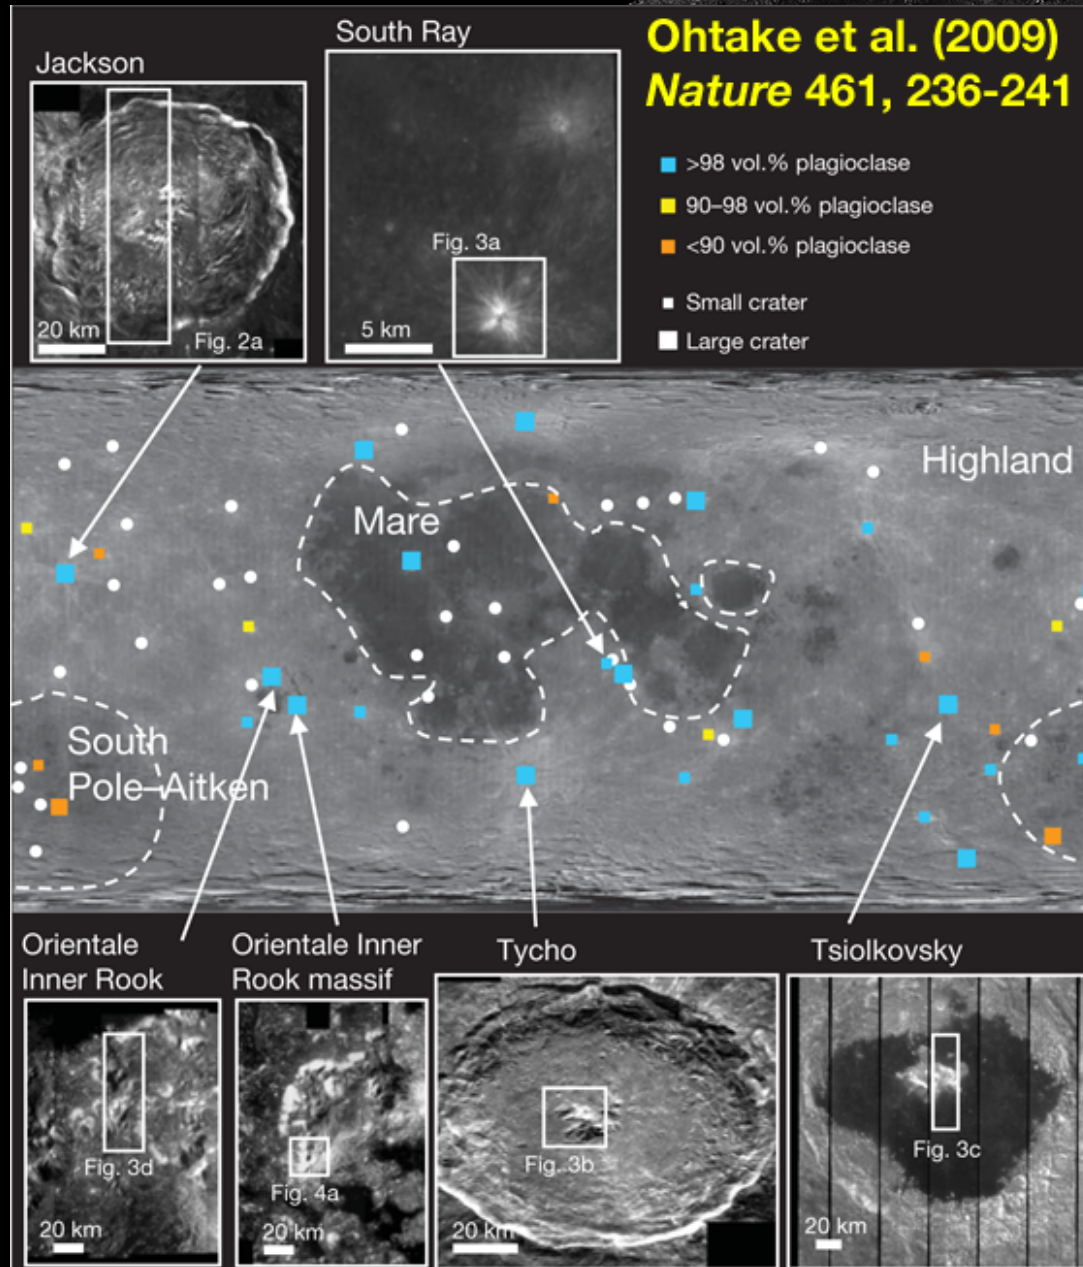 Jackson
South Ray
Ohtake et al. (2009)
Nature 461, 236-241
>98 vol.% plagioclase
90–98 vol.% plagioclase
<90 vol.% plagioclase
Small crater
Large crater
20 km
Fig. 2a
Fig. 3a
5 km
Highland
Mare
South
Pole–Aitken
Orientale
Inner Rook
Orientale Inner
Rook massif
Tycho
Tsiolkovsky
Fig. 3d
20 km
Fig. 4a
20 km
Fig. 3b
20 km
Fig. 3c
20 km